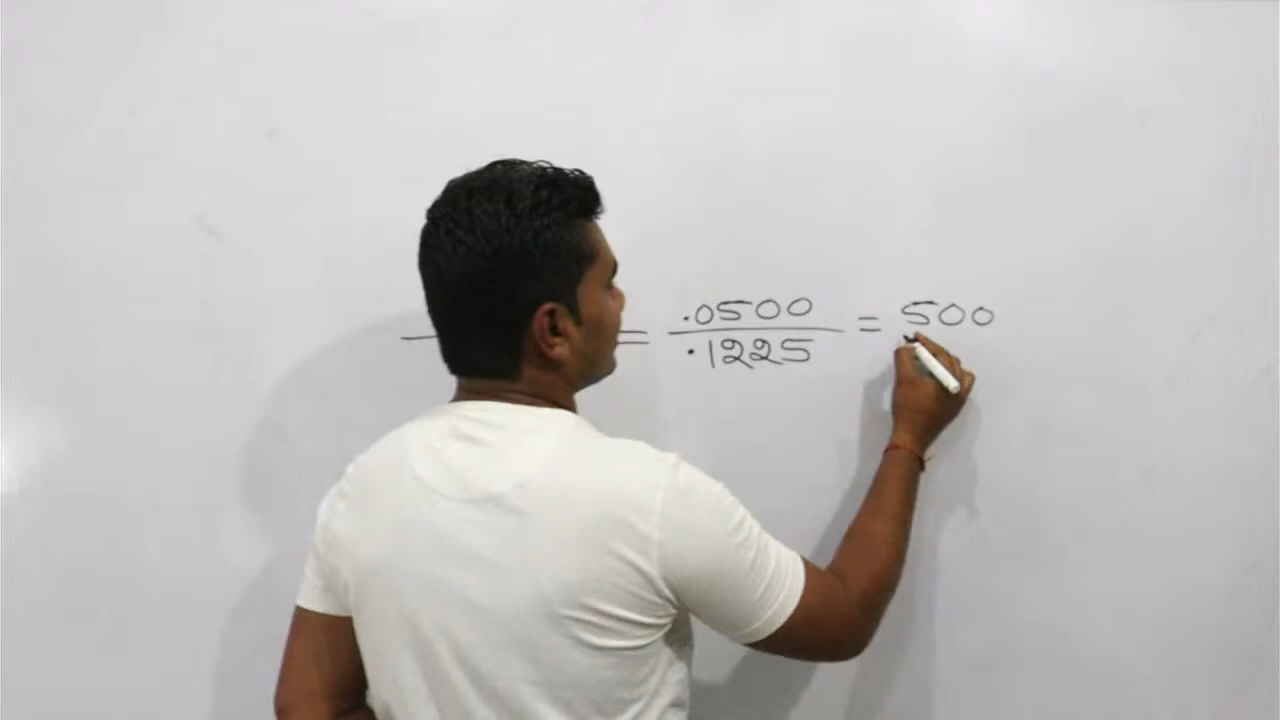 = .0500 = 500
.1225